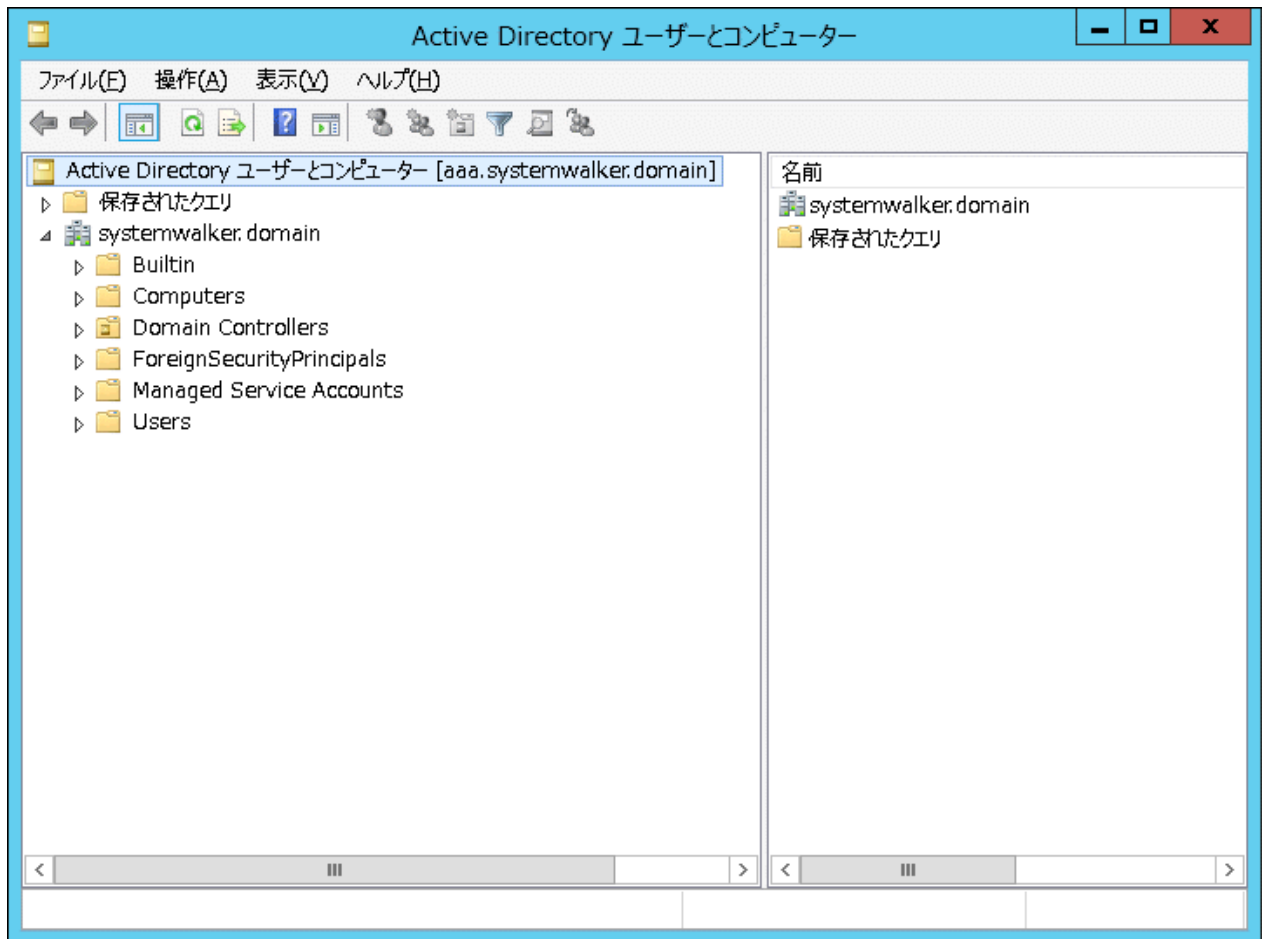 Active Directory ユーザーとコンピューター
ファイル(F) 操作(A) 表示(V) ヘルプ(H)
Active Directory ユーザーとコンピューター [aaa.systemwalker.domain]
保存されたクエリ
systemwalker.domain
Builtin
Computers
Domain Controllers
ForeignSecurityPrincipals
Managed Service Accounts
Users
名前
systemwalker.domain
保存されたクエリ